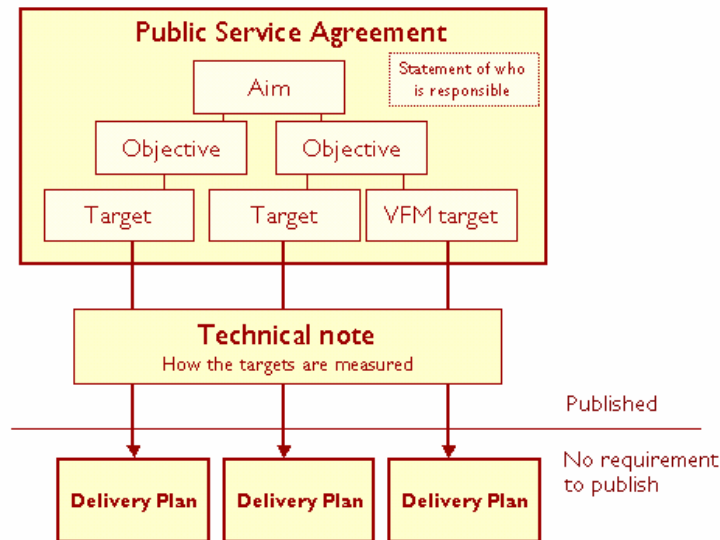 Public Service Agreement
Statement of who
is responsible
Aim
Objective
Objective
Target
Target
VFM target
Technical note
How the targets are measured
Published
No requirement
to publish
Delivery Plan
Delivery Plan
Delivery Plan